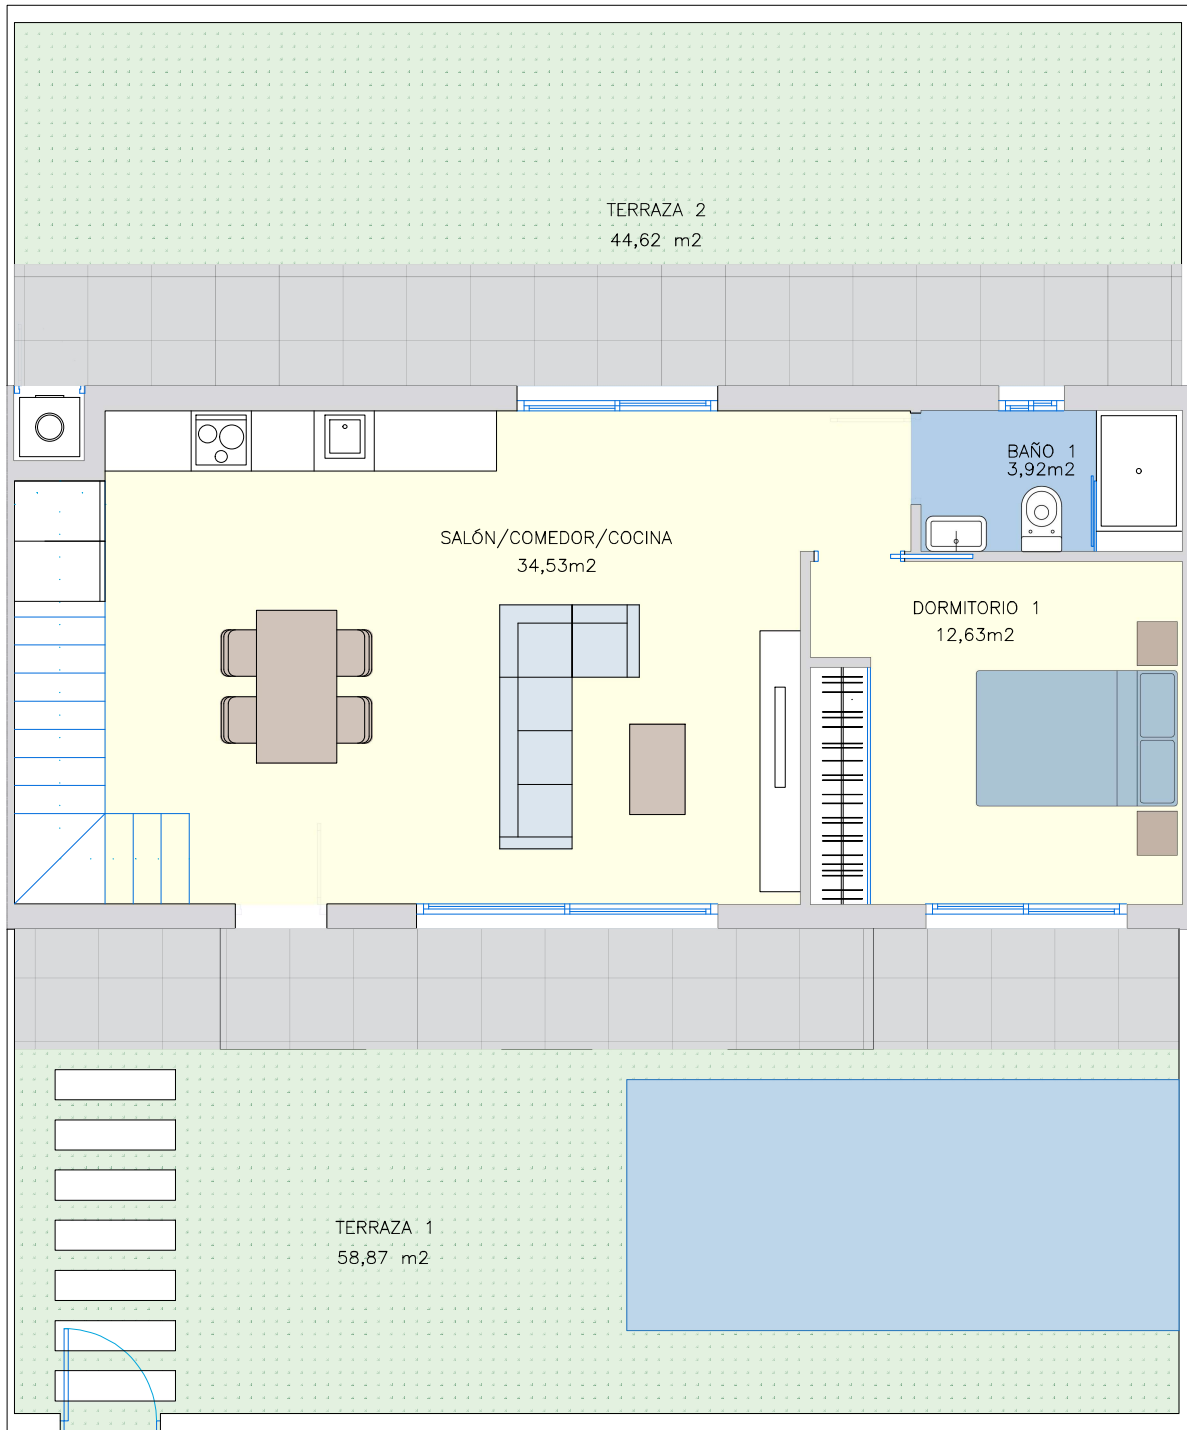 TERRAZA 2
44,62 m2
BAÑO 1
3,92m2
SALÓN/COMEDOR/COCINA
34,53m2
DORMITORIO 1
12,63m2
TERRAZA 1
58,87 m2